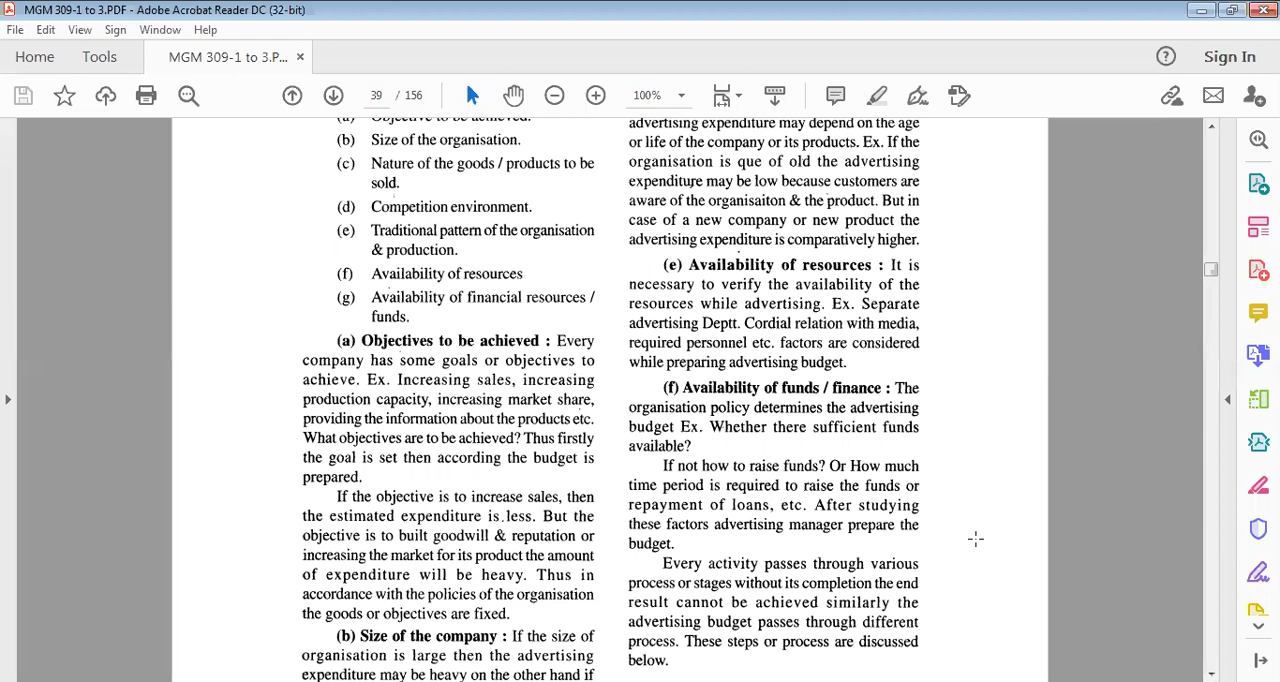 MGM 309-1 to 3.PDF - Adobe Acrobat Reader DC (32-bit)
File Edit View Sign Window Help
Home Tools MGM 309-1 to 3.P... × Sign In
39 / 156 100%
(a) Objective to be achieved.
(b) Size of the organisation.
(c) Nature of the goods / products to be
sold.
(d) Competition environment.
(e) Traditional pattern of the organisation
& production.
(f) Availability of resources
(g) Availability of financial resources /
funds.
(a) Objectives to be achieved : Every
company has some goals or objectives to
achieve. Ex. Increasing sales, increasing
production capacity, increasing market share,
providing the information about the products etc.
What objectives are to be achieved? Thus firstly
the goal is set then according the budget is
prepared.
If the objective is to increase sales, then
the estimated expenditure is less. But the
objective is to built goodwill & reputation or
increasing the market for its product the amount
of expenditure will be heavy. Thus in
accordance with the policies of the organisation
the goods or objectives are fixed.
(b) Size of the company : If the size of
organisation is large then the advertising
expenditure may be heavy on the other hand if
advertising expenditure may depend on the age
or life of the company or its products. Ex. If the
organisation is que of old the advertising
expenditure may be low because customers are
aware of the organisaiton & the product. But in
case of a new company or new product the
advertising expenditure is comparatively higher.
(e) Availability of resources : It is
necessary to verify the availability of the
resources while advertising. Ex. Separate
advertising Deptt. Cordial relation with media,
required personnel etc. factors are considered
while preparing advertising budget.
(f) Availability of funds / finance : The
organisation policy determines the advertising
budget Ex. Whether there sufficient funds
available?
If not how to raise funds? Or How much
time period is required to raise the funds or
repayment of loans, etc. After studying
these factors advertising manager prepare the
budget.
Every activity passes through various
process or stages without its completion the end
result cannot be achieved similarly the
advertising budget passes through different
process. These steps or process are discussed
below.